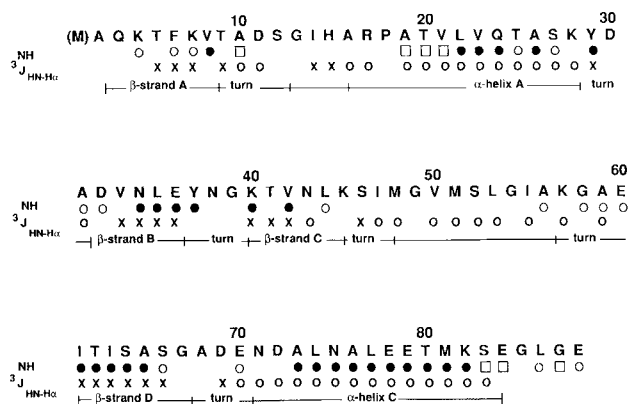 10 20 30
(M) A Q K T F K V T A D S G I H A R P A T V L V Q T A S K Y D
NH
³J HN-Hα
β-strand A turn α-helix A turn
40 50 60
A D V N L E Y N G K T V N L K S I M G V M S L G I A K G A E
NH
³J HN-Hα
β-strand B turn β-strand C turn turn
70 80
I T I S A S G A D E N D A L N A L E E T M K S E G L G E
NH
³J HN-Hα
β-strand D turn α-helix C